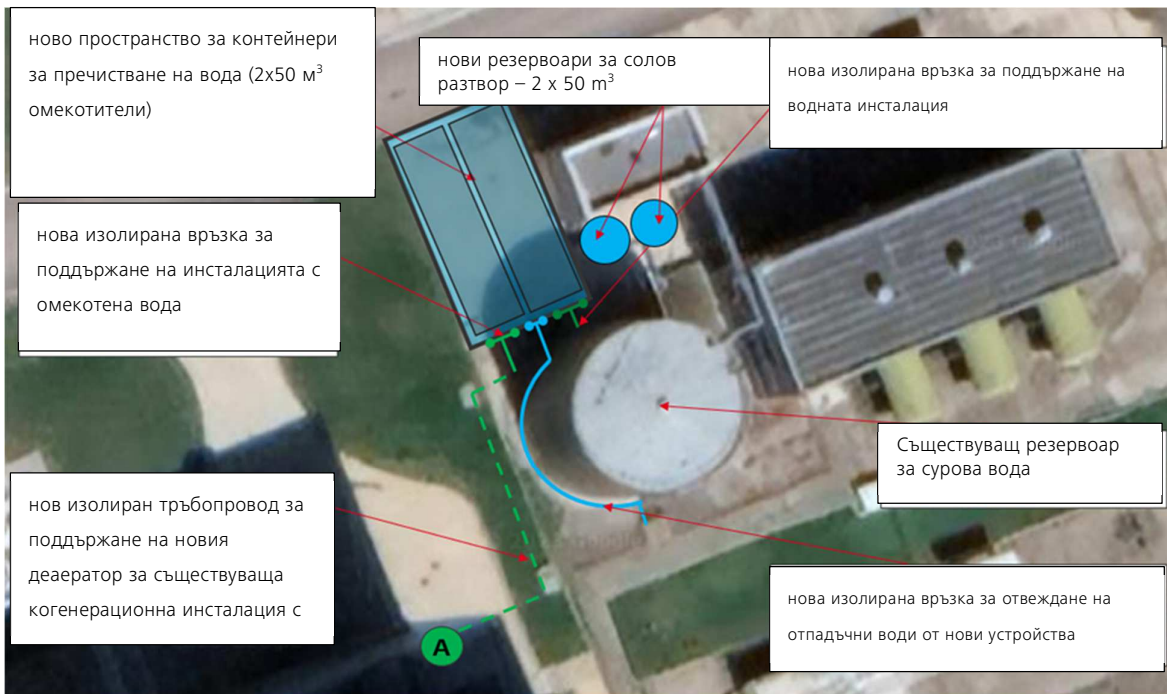 ново пространство за контейнери
за пречистване на вода (2x50 м³
омекотители)
нови резервоари за солов
разтвор – 2 x 50 m³
нова изолирана връзка за поддържане на
водната инсталация
нова изолирана връзка за
поддържане на инсталацията с
омекотена вода
Съществуващ резервоар
за сурова вода
нов изолиран тръбопровод за
поддържане на новия
деаератор за съществуваща
когенерационна инсталация с
нова изолирана връзка за отвеждане на
отпадъчни води от нови устройства
A